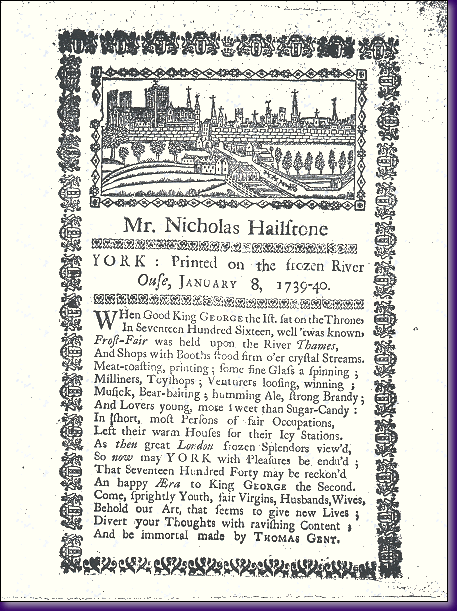 Mr. Nicholas Hailſtone
YORK: Printed on the frozen River
Ouſe, JANUARY 8, 1739-40.
WHen Good King GEORGE the Iſt. ſat on the Throne,
In Seventeen Hundred Sixteen, well 'twas known,
Froſt-Fair was held upon the River Thames,
And Shops with Booths ſtood firm o'er cryſtal Streams.
Meat-roaſting, printing; ſome fine Glaſs a ſpinning;
Milliners, Toyſhops; Venturers looſing, winning;
Muſick, Bear-baiting; humming Ale, ſtrong Brandy;
And Lovers young, more ſweet than Sugar-Candy:
In ſhort, moſt Perſons of fair Occupations,
Left their warm Houſes for their Icy Stations.
As then great London frozen Splendors view'd,
So now may YORK with Pleaſures be endu'd;
That Seventeen Hundred Forty may be reckon'd
An happy Æra to King GEORGE the Second.
Come, ſprightly Youth, fair Virgins, Husbands, Wives,
Behold our Art, that ſeems to give new Lives;
Divert your Thoughts with raviſhing Content;
And be immortal made by THOMAS GENT.